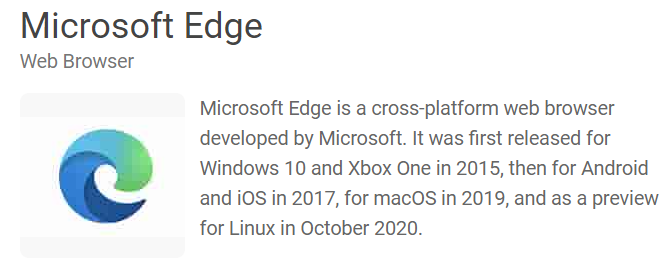 Microsoft Edge
Web Browser
Microsoft Edge is a cross-platform web browser
developed by Microsoft. It was first released for
Windows 10 and Xbox One in 2015, then for Android
and iOS in 2017, for macOS in 2019, and as a preview
for Linux in October 2020.